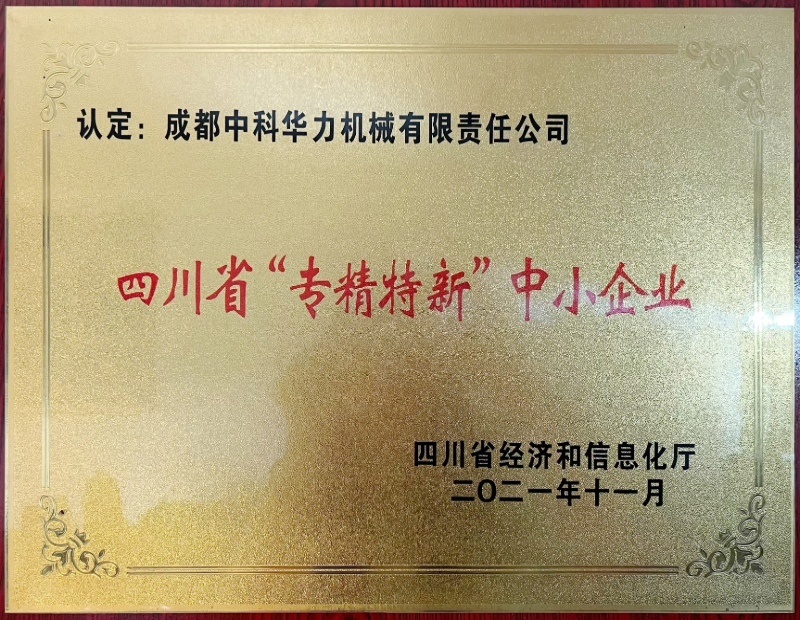 认定：成都中科华力机械有限责任公司
四川省“专精特新”中小企业
四川省经济和信息化厅
二〇二一年十一月